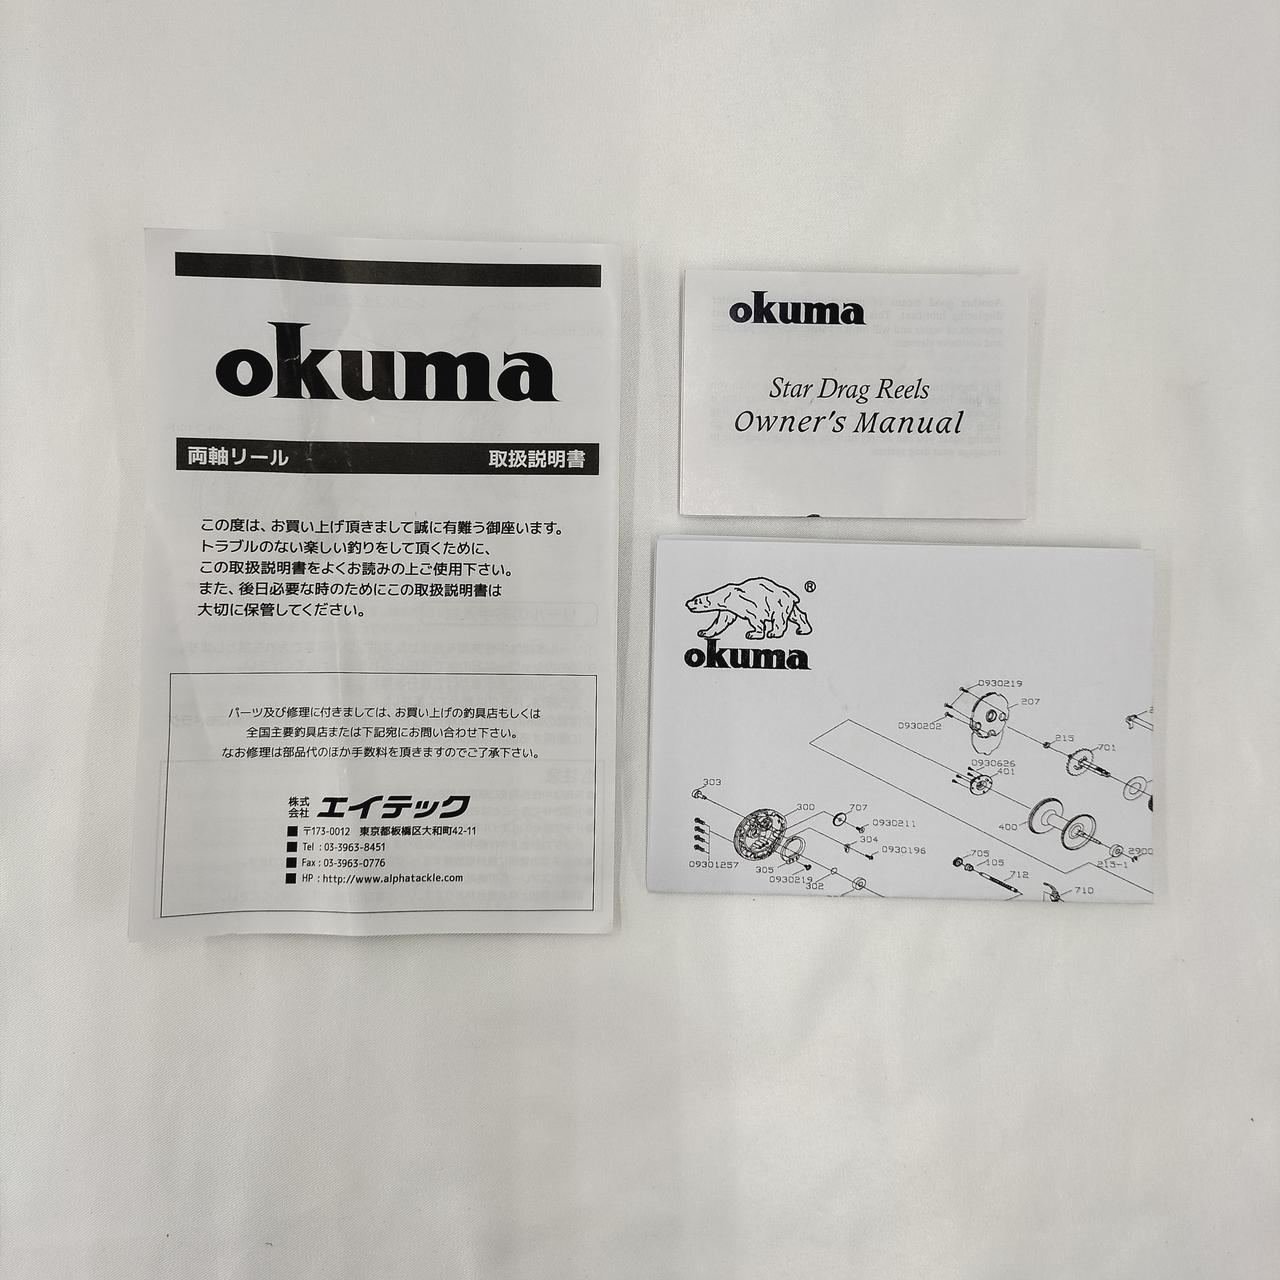 okuma
両軸リール 取扱説明書
この度は、お買い上げ頂きまして誠に有難う御座います。
トラブルのない楽しい釣りをして頂くために、
この取扱説明書をよくお読みの上ご使用下さい。
また、後日必要な時のためにこの取扱説明書は
大切に保管してください。
パーツ及び修理に付きましては、お買い上げの釣具店もしくは
全国主要釣具店または下記宛にお問い合わせ下さい。
なお修理は部品代のほか手数料を頂きますのでご了承下さい。
株式会社 エイテック
〒173-0012 東京都板橋区大和町42-11
Tel : 03-3963-8451
Fax : 03-3963-0776
HP : http://www.alphatackle.com
okuma
Star Drag Reels
Owner's Manual
®
okuma
0930219
207
0930202
215
701
0930626
401
303
300
707
0930211
400
304
0930196
09301257
305
0930219
302
705
105
712
215-1
2900
710